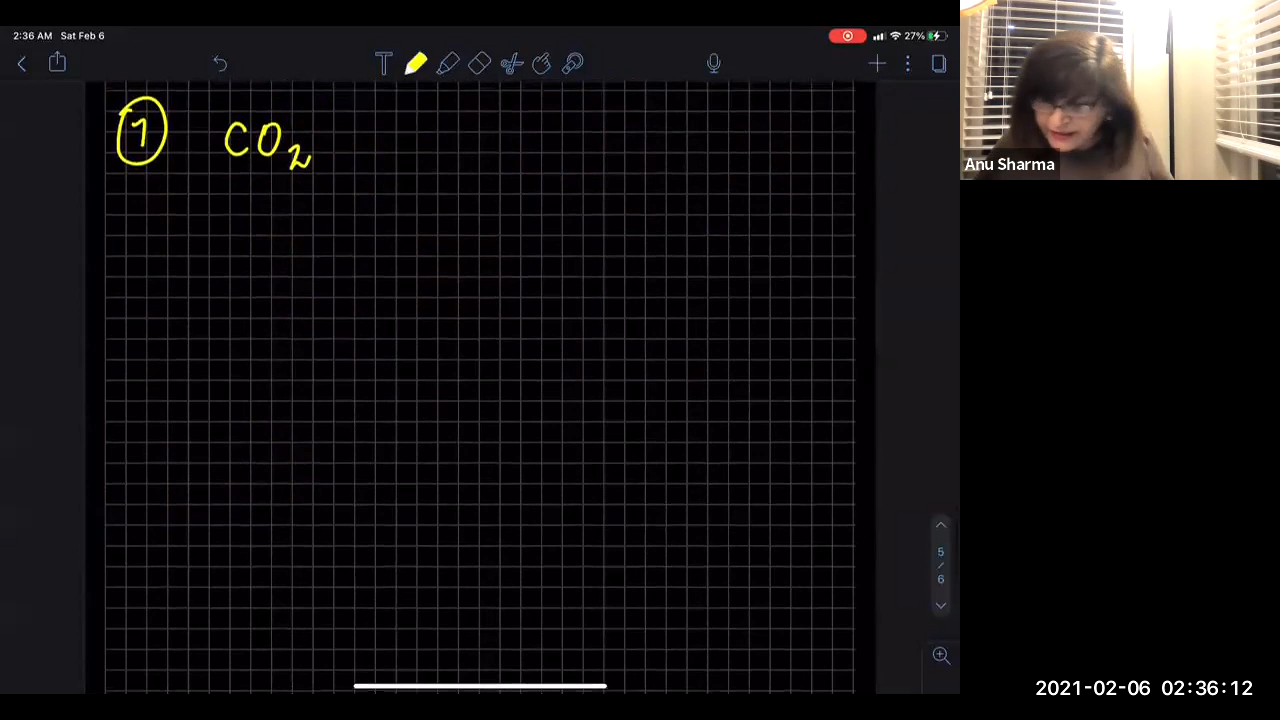 2:36 AM Sat Feb 6
27%
T
1 CO2
Anu Sharma
5
/
6
2021-02-06 02:36:12